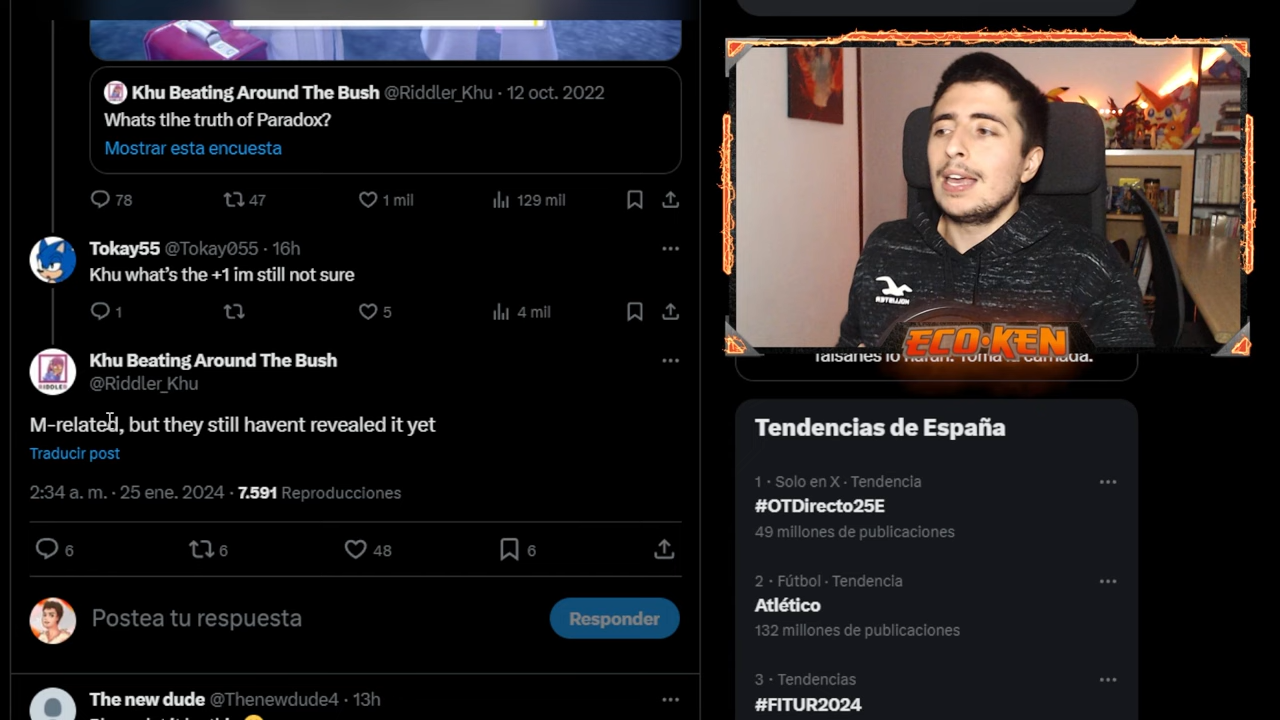 Khu Beating Around The Bush @Riddler_Khu · 12 oct. 2022
Whats tlhe truth of Paradox?
Mostrar esta encuesta
78 47 1 mil 129 mil
Tokay55 @Tokay055 · 16h
Khu what’s the +1 im still not sure
1 5 4 mil
Khu Beating Around The Bush
@Riddler_Khu
M-related, but they still havent revealed it yet
Traducir post
2:34 a. m. · 25 ene. 2024 · 7.591 Reproducciones
6 6 48 6
Postea tu respuesta
Responder
The new dude @Thenewdude4 · 13h
ECO·KEN
Tendencias de España
1 · Solo en X · Tendencia
#OTDirecto25E
49 millones de publicaciones
2 · Fútbol · Tendencia
Atlético
132 millones de publicaciones
3 · Tendencias
#FITUR2024